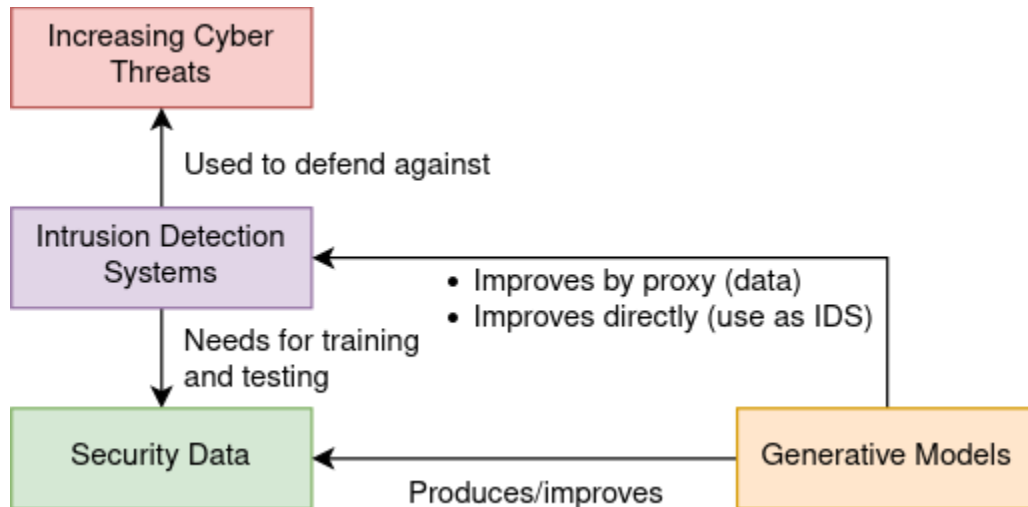 Increasing Cyber
Threats
Used to defend against
Intrusion Detection
Systems
• Improves by proxy (data)
• Improves directly (use as IDS)
Needs for training
and testing
Security Data
Generative Models
Produces/improves